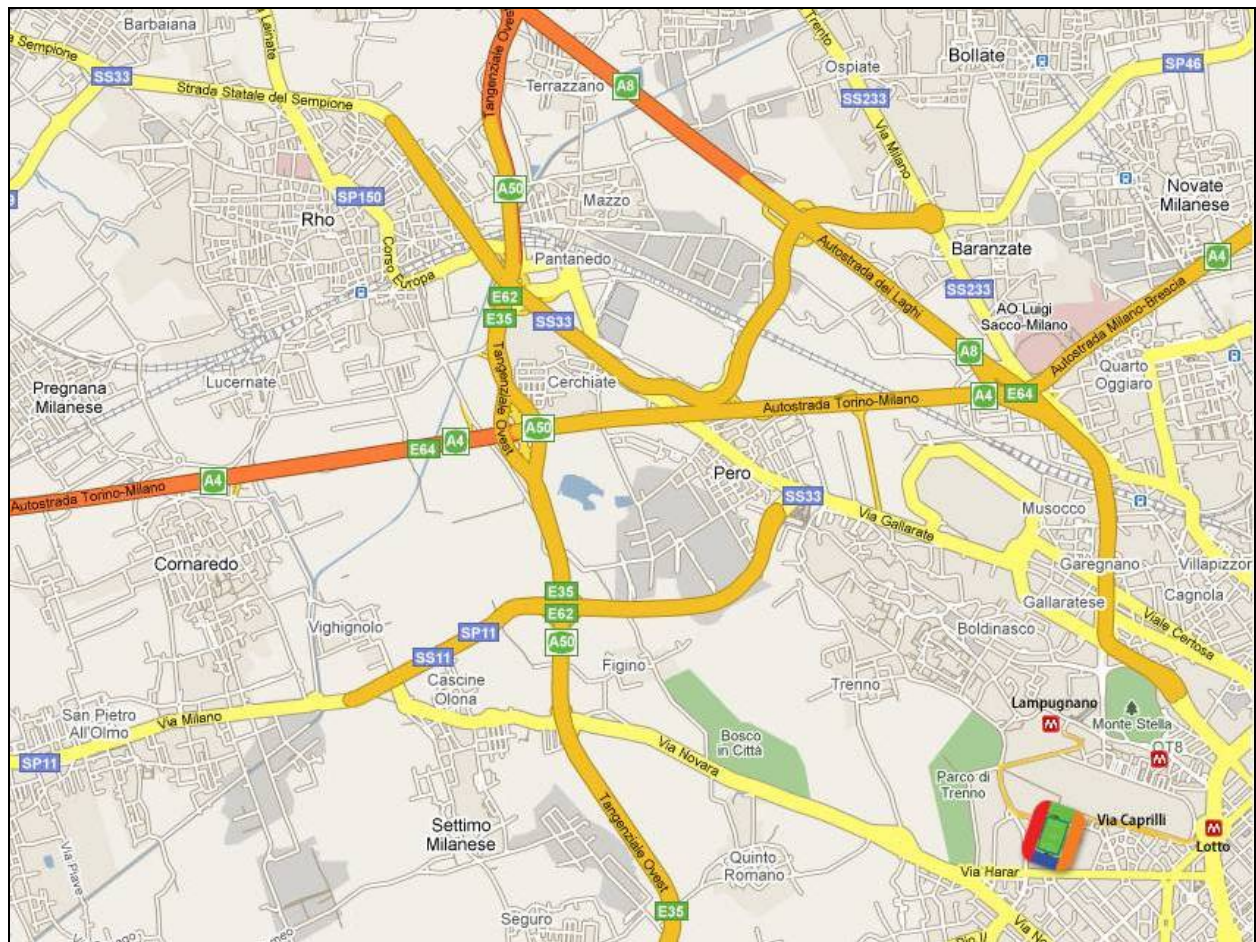 Barbaiana
a Sempione
Lainate
SS33
Strada Statale del Sempione
Tangenziale Ovest
Terrazzano
A8
Trento
Ospiate
Bollate
SP46
SS233
Via Milano
A50
Mazzo
SP150
Rho
Corso Europa
Novate
Milanese
Baranzate
Pantanedo
Autostrada dei Laghi
A4
E62
E35
SS33
SS233
AO Luigi
Sacco-Milano
Autostrada Milano-Brescia
Tangenziale Ovest
Pregnana
Milanese
Lucernate
Cerchiate
A8
Quarto
Oggiaro
Autostrada Torino-Milano
A4
E64
E64
A4
A50
Autostrada Torino-Milano
A4
Pero
SS33
Via Gallarate
Musocco
Cornaredo
Garegnano
Villapizzon
Cagnola
E35
E62
A50
Gallaratese
Viale Certosa
Vighignolo
SP11
SS11
Boldinasco
Figino
Cascine
Olona
Trenno
San Pietro
All'Olmo
Via Milano
SP11
Lampugnano
Monte Stella
QT8
Via Novara
Bosco
in Città
Parco di
Trenno
Via Caprilli
Lotto
Tangenziale Ovest
Settimo
Milanese
Via Piave
Quinto
Romano
Via Harar
E35
Seguro